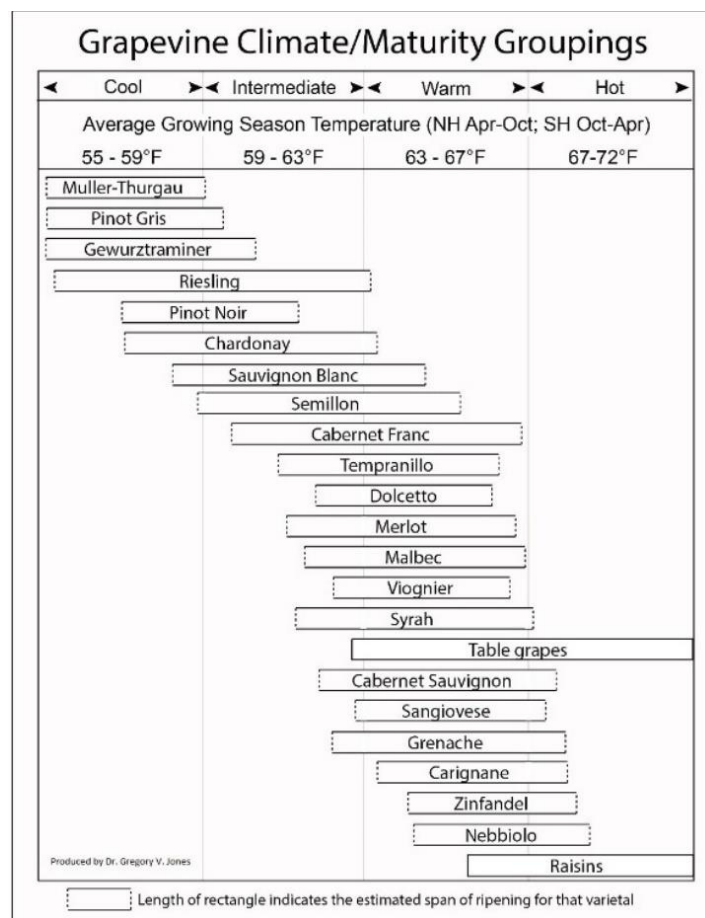 Grapevine Climate/Maturity Groupings
Cool Intermediate Warm Hot
Average Growing Season Temperature (NH Apr-Oct; SH Oct-Apr)
55 - 59°F 59 - 63°F 63 - 67°F 67-72°F
Muller-Thurgau
Pinot Gris
Gewurztraminer
Riesling
Pinot Noir
Chardonay
Sauvignon Blanc
Semillon
Cabernet Franc
Tempranillo
Dolcetto
Merlot
Malbec
Viognier
Syrah
Table grapes
Cabernet Sauvignon
Sangiovese
Grenache
Carignane
Zinfandel
Nebbiolo
Raisins
Produced by Dr. Gregory V. Jones
Length of rectangle indicates the estimated span of ripening for that varietal